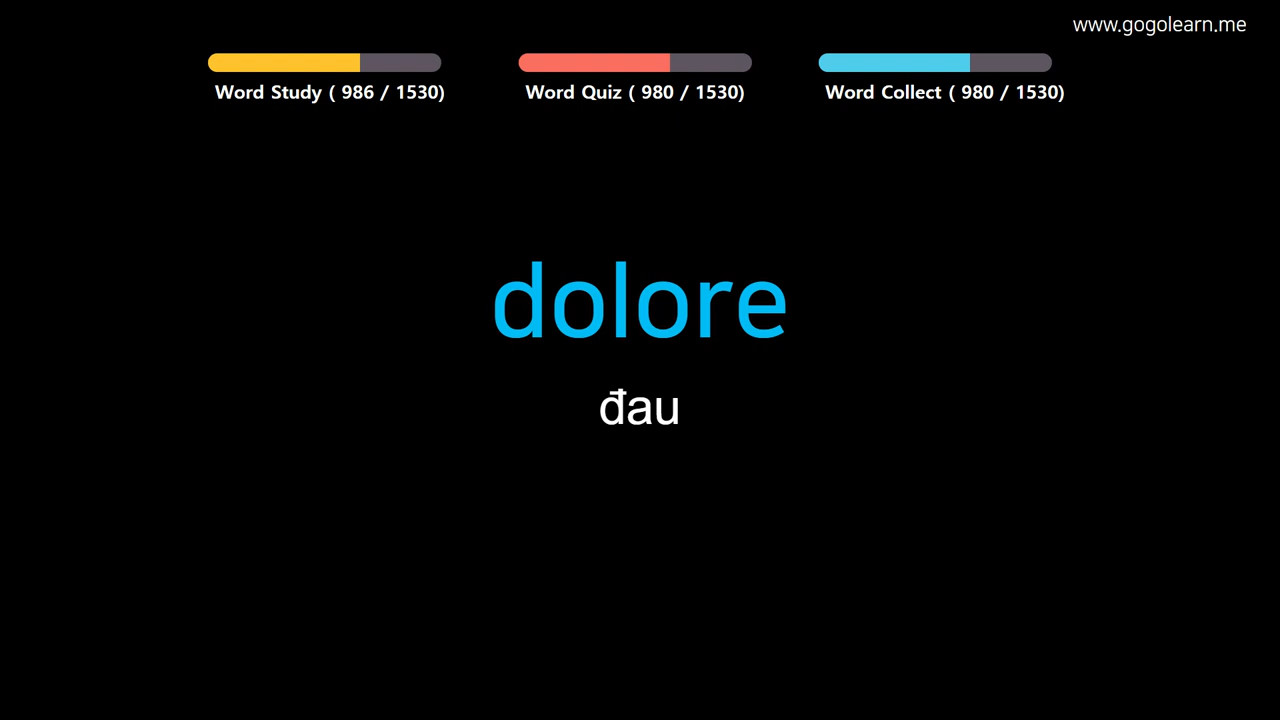 www.gogolearn.me
Word Study ( 986 / 1530)
Word Quiz ( 980 / 1530)
Word Collect ( 980 / 1530)
dolore
đau